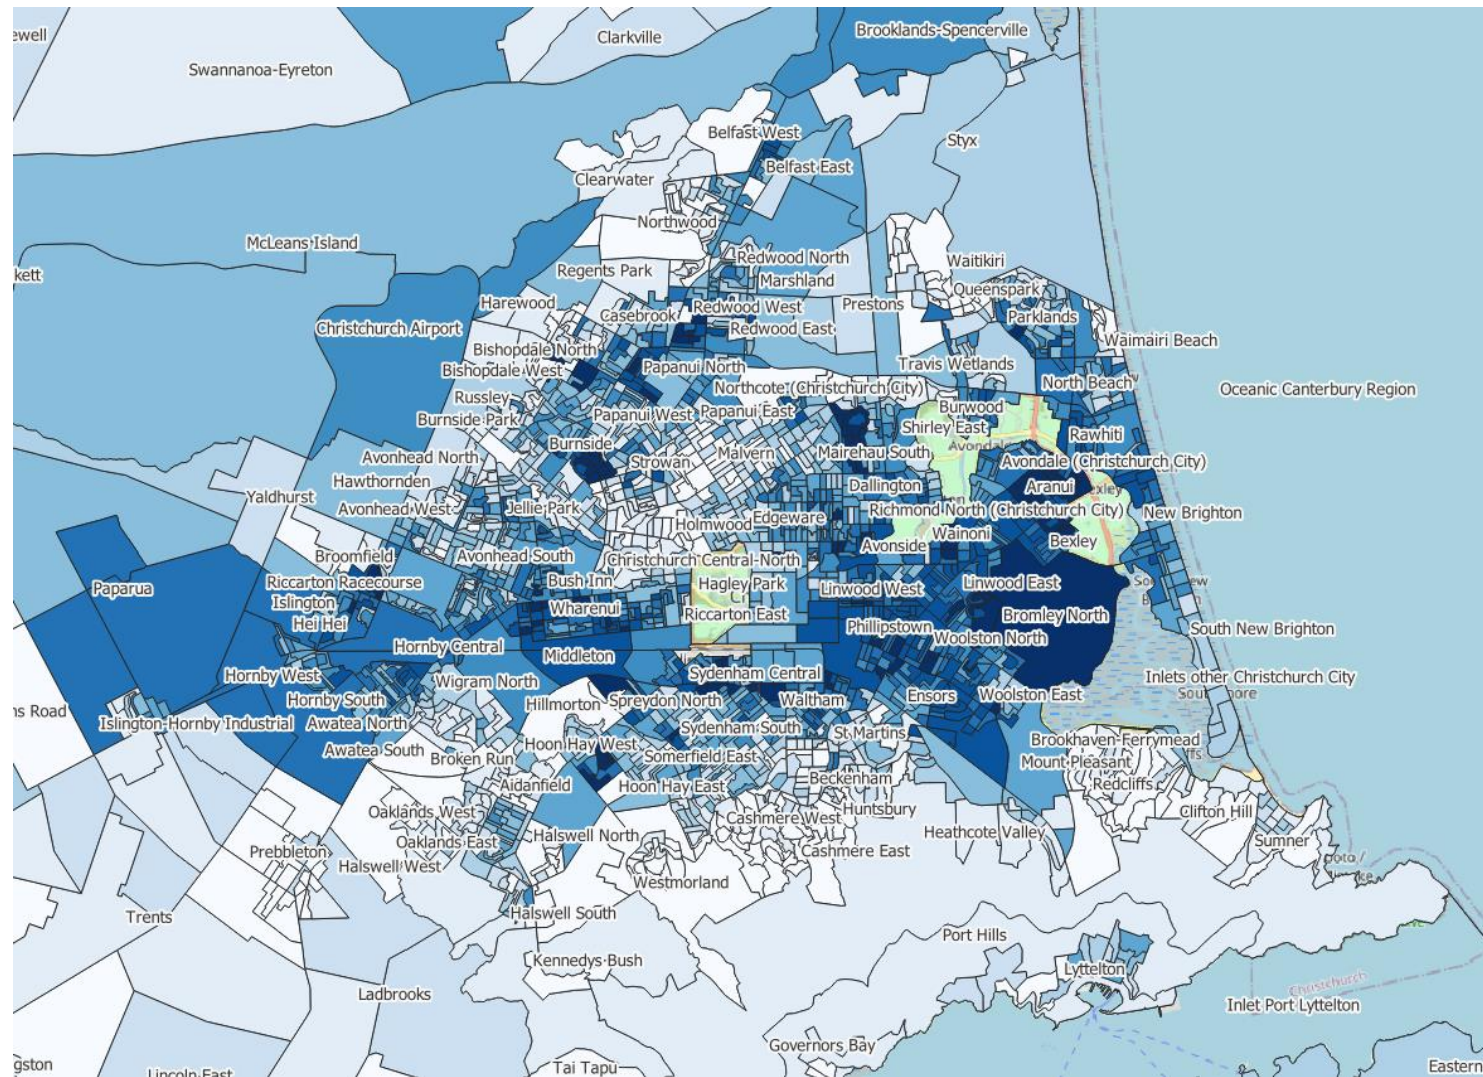 ewell
Clarkville
Brooklands-Spencerville
Swannanoa-Eyreton
Belfast West
Styx
Belfast East
Clearwater
Northwood
McLeans Island
kett
Redwood North
Waitikiri
Regents Park
Marshland
Queenspark
Harewood
Prestons
Casebrook
Redwood West
Parklands
Christchurch Airport
Redwood East
Waimairi Beach
Bishopdale North
Bishopdale West
Papanui North
Travis Wetlands
Northcote (Christchurch City)
North Beach
Oceanic Canterbury Region
Russley
Burnside Park
Papanui West
Papanui East
Burwood
Shirley East
Rawhiti
Burnside
Malvern
Mairehau South
Avondale
Avonhead North
Strowan
Avondale (Christchurch City)
Hawthornden
Dallington
Aranui
exley
Yaldhurst
Avonhead West
Jellie Park
Richmond North (Christchurch City)
New Brighton
Holmwood
Edgeware
Wainoni
Bexley
Broomfield
Avonhead South
Christchurch Central-North
Avonside
Riccarton Racecourse
Bush Inn
Hagley Park
Linwood West
Linwood East
Paparua
Islington
Wharenui
Riccarton East
Bromley North
Hei Hei
Phillipstown
Woolston North
South New Brighton
Hornby Central
Middleton
Hornby West
Wigram North
Sydenham Central
Inlets other Christchurch City
Hornby South
Hillmorton
Spreydon North
Waltham
Ensors
Woolston East
ns Road
Islington-Hornby Industrial
Awatea North
Sydenham South
St Martins
Awatea South
Hoon Hay West
Brookhaven-Ferrymead
Broken Run
Somerfield East
Mount Pleasant
Aidanfield
Hoon Hay East
Beckenham
Redcliffs
Oaklands West
Huntsbury
Clifton Hill
Cashmere West
Oaklands East
Halswell North
Heathcote Valley
Sumner
Prebbleton
Halswell West
Cashmere East
Westmorland
Trents
Halswell South
Port Hills
Kennedys Bush
Lyttelton
Christchurch
Ladbrooks
Inlet Port Lyttelton
Governors Bay
gston
Lincoln East
Tai Tapu
Eastern